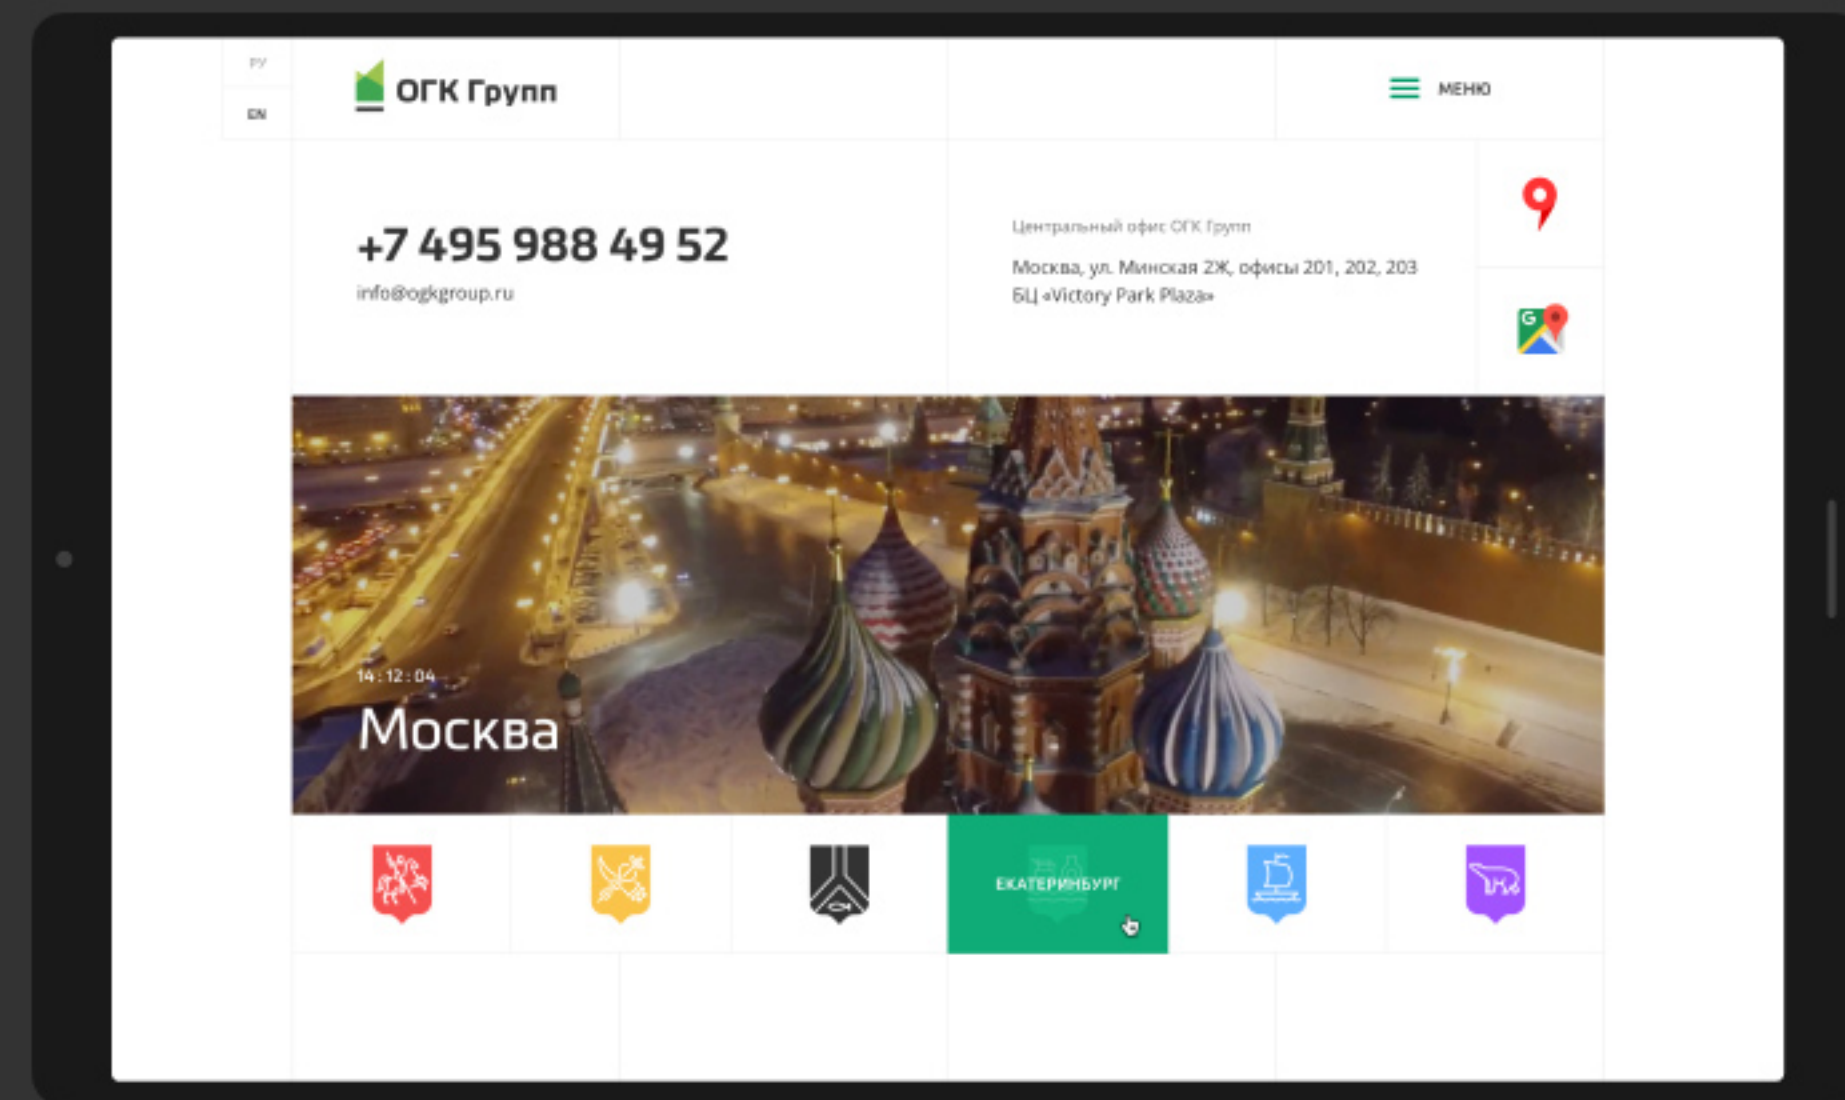 РУ
EN
ОГК Групп
МЕНЮ
+7 495 988 49 52
info@ogkgroup.ru
Центральный офис ОГК Групп
Москва, ул. Минская 2Ж, офисы 201, 202, 203
БЦ «Victory Park Plaza»
G
14:12:04
Москва
ЕКАТЕРИНБУРГ